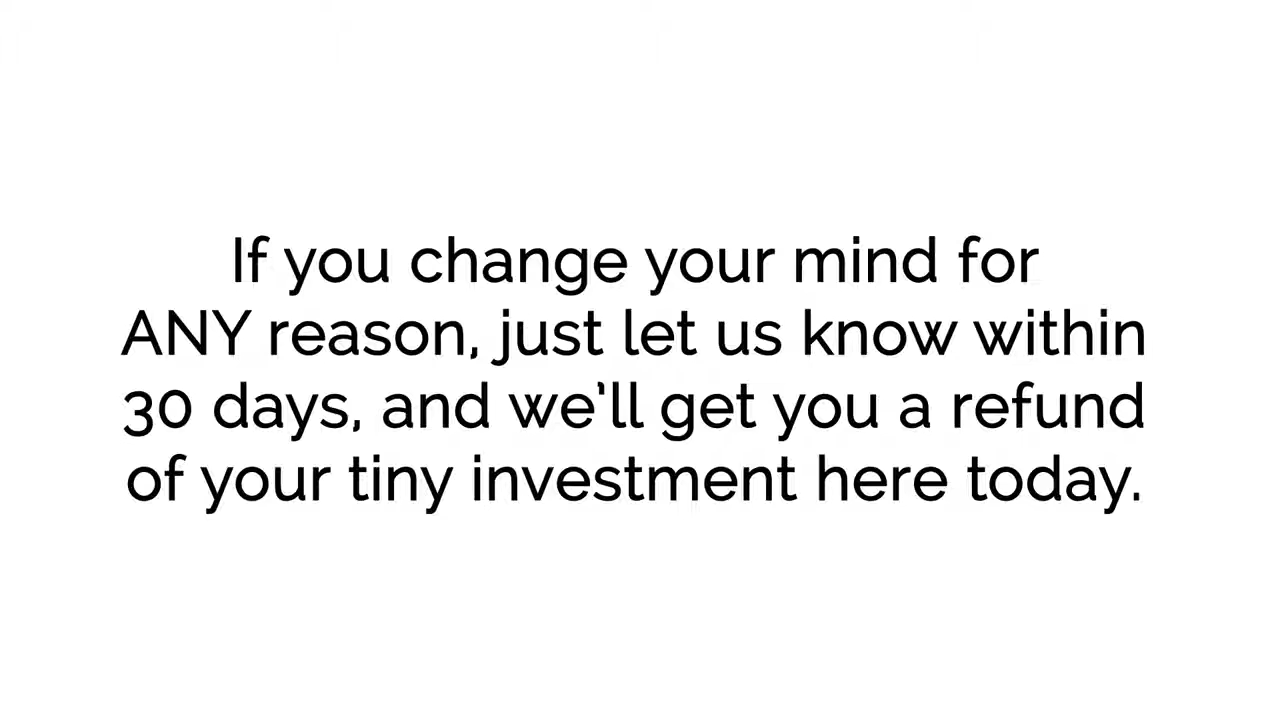 If you change your mind for
ANY reason, just let us know within
30 days, and we'll get you a refund
of your tiny investment here today.